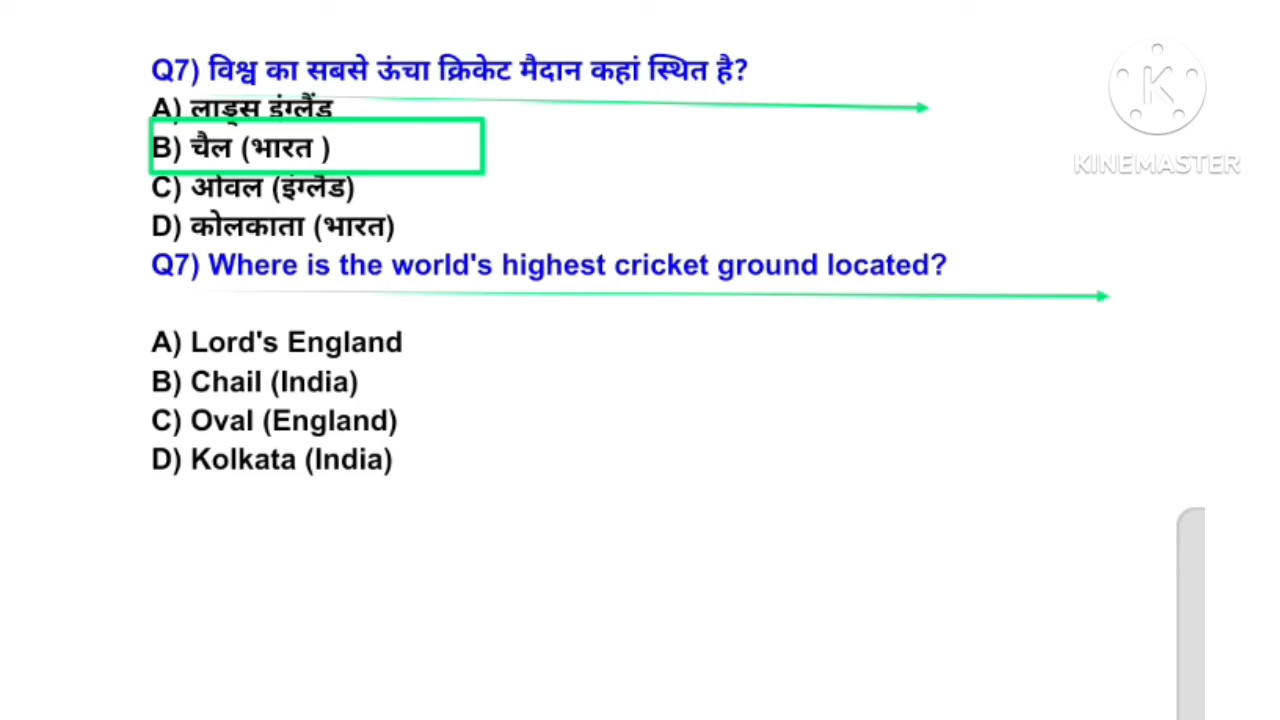 Q7) विश्व का सबसे ऊंचा क्रिकेट मैदान कहां स्थित है?
A) लाड्स इंग्लैंड
B) चैल (भारत )
C) ओवल (इंग्लैंड)
D) कोलकाता (भारत)
Q7) Where is the world's highest cricket ground located?
A) Lord's England
B) Chail (India)
C) Oval (England)
D) Kolkata (India)
K
KINEMASTER